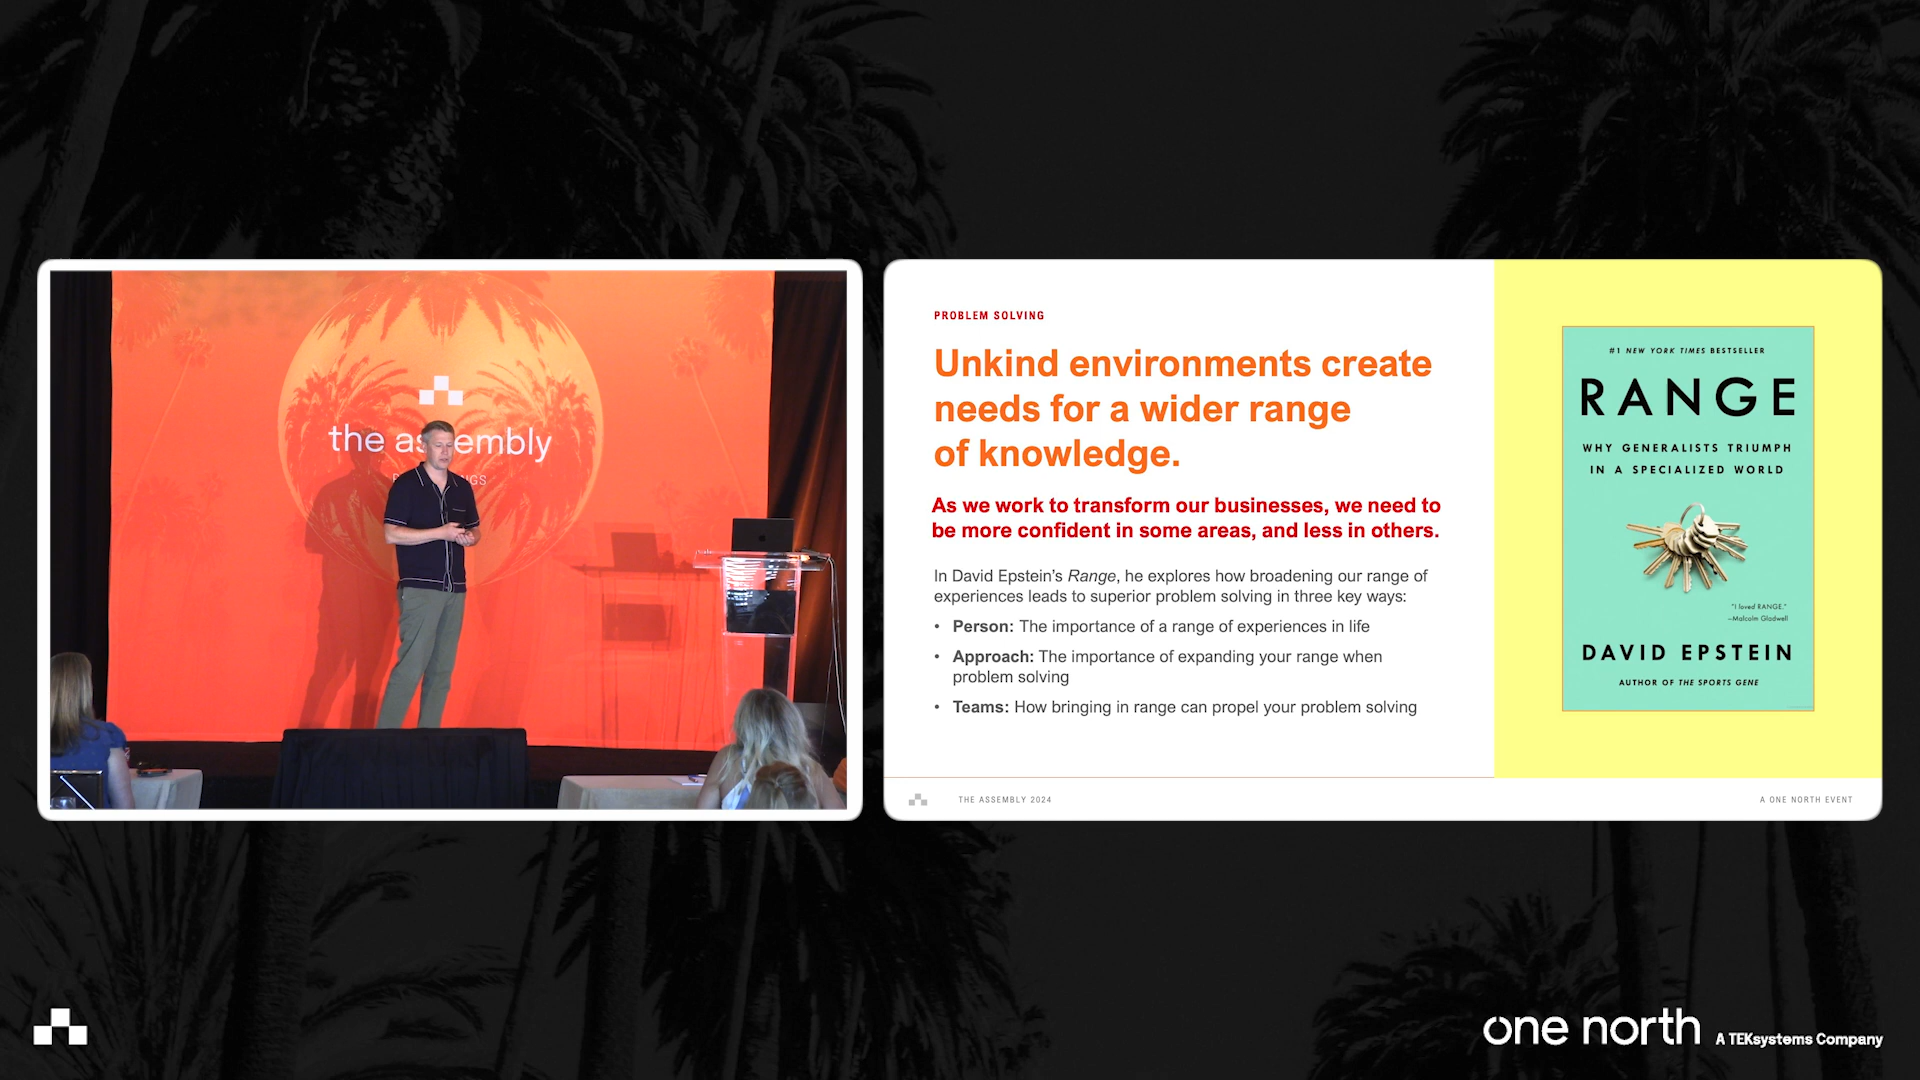 the as embly
GS
PROBLEM SOLVING
Unkind environments create
needs for a wider range
of knowledge.
As we work to transform our businesses, we need to
be more confident in some areas, and less in others.
In David Epstein's Range, he explores how broadening our range of
experiences leads to superior problem solving in three key ways:
• Person: The importance of a range of experiences in life
• Approach: The importance of expanding your range when
problem solving
• Teams: How bringing in range can propel your problem solving
THE ASSEMBLY 2024
A ONE NORTH EVENT
#1 NEW YORK TIMES BESTSELLER
RANGE
WHY GENERALISTS TRIUMPH
IN A SPECIALIZED WORLD
"I loved RANGE."
—Malcolm Gladwell
DAVID EPSTEIN
AUTHOR OF THE SPORTS GENE
one north A TEKsystems Company